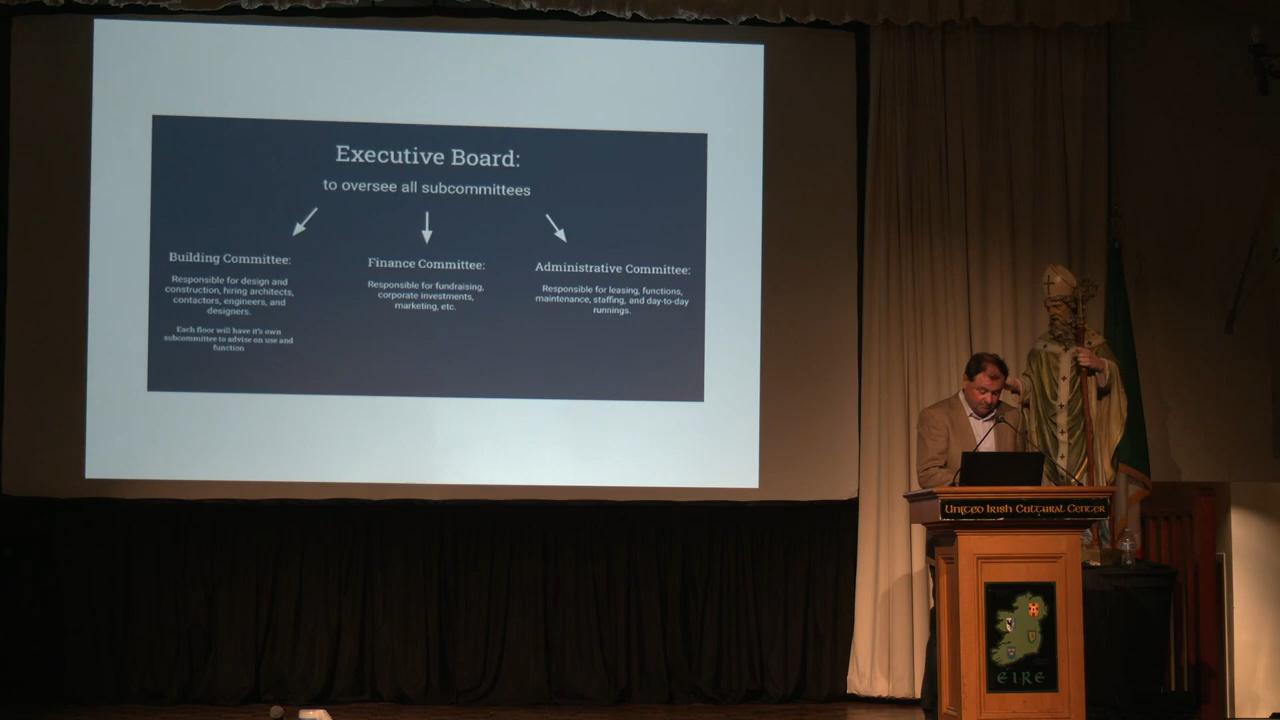 Executive Board:
to oversee all subcommittees
Building Committee:
Responsible for design and
construction, hiring architects,
contactors, engineers, and
designers.
Each floor will have it's own
subcommittee to advise on use and
function
Finance Committee:
Responsible for fundraising,
corporate investments,
marketing, etc.
Administrative Committee:
Responsible for leasing, functions,
maintenance, staffing, and day-to-day
runnings.
United Irish Cultural Center
EIRE